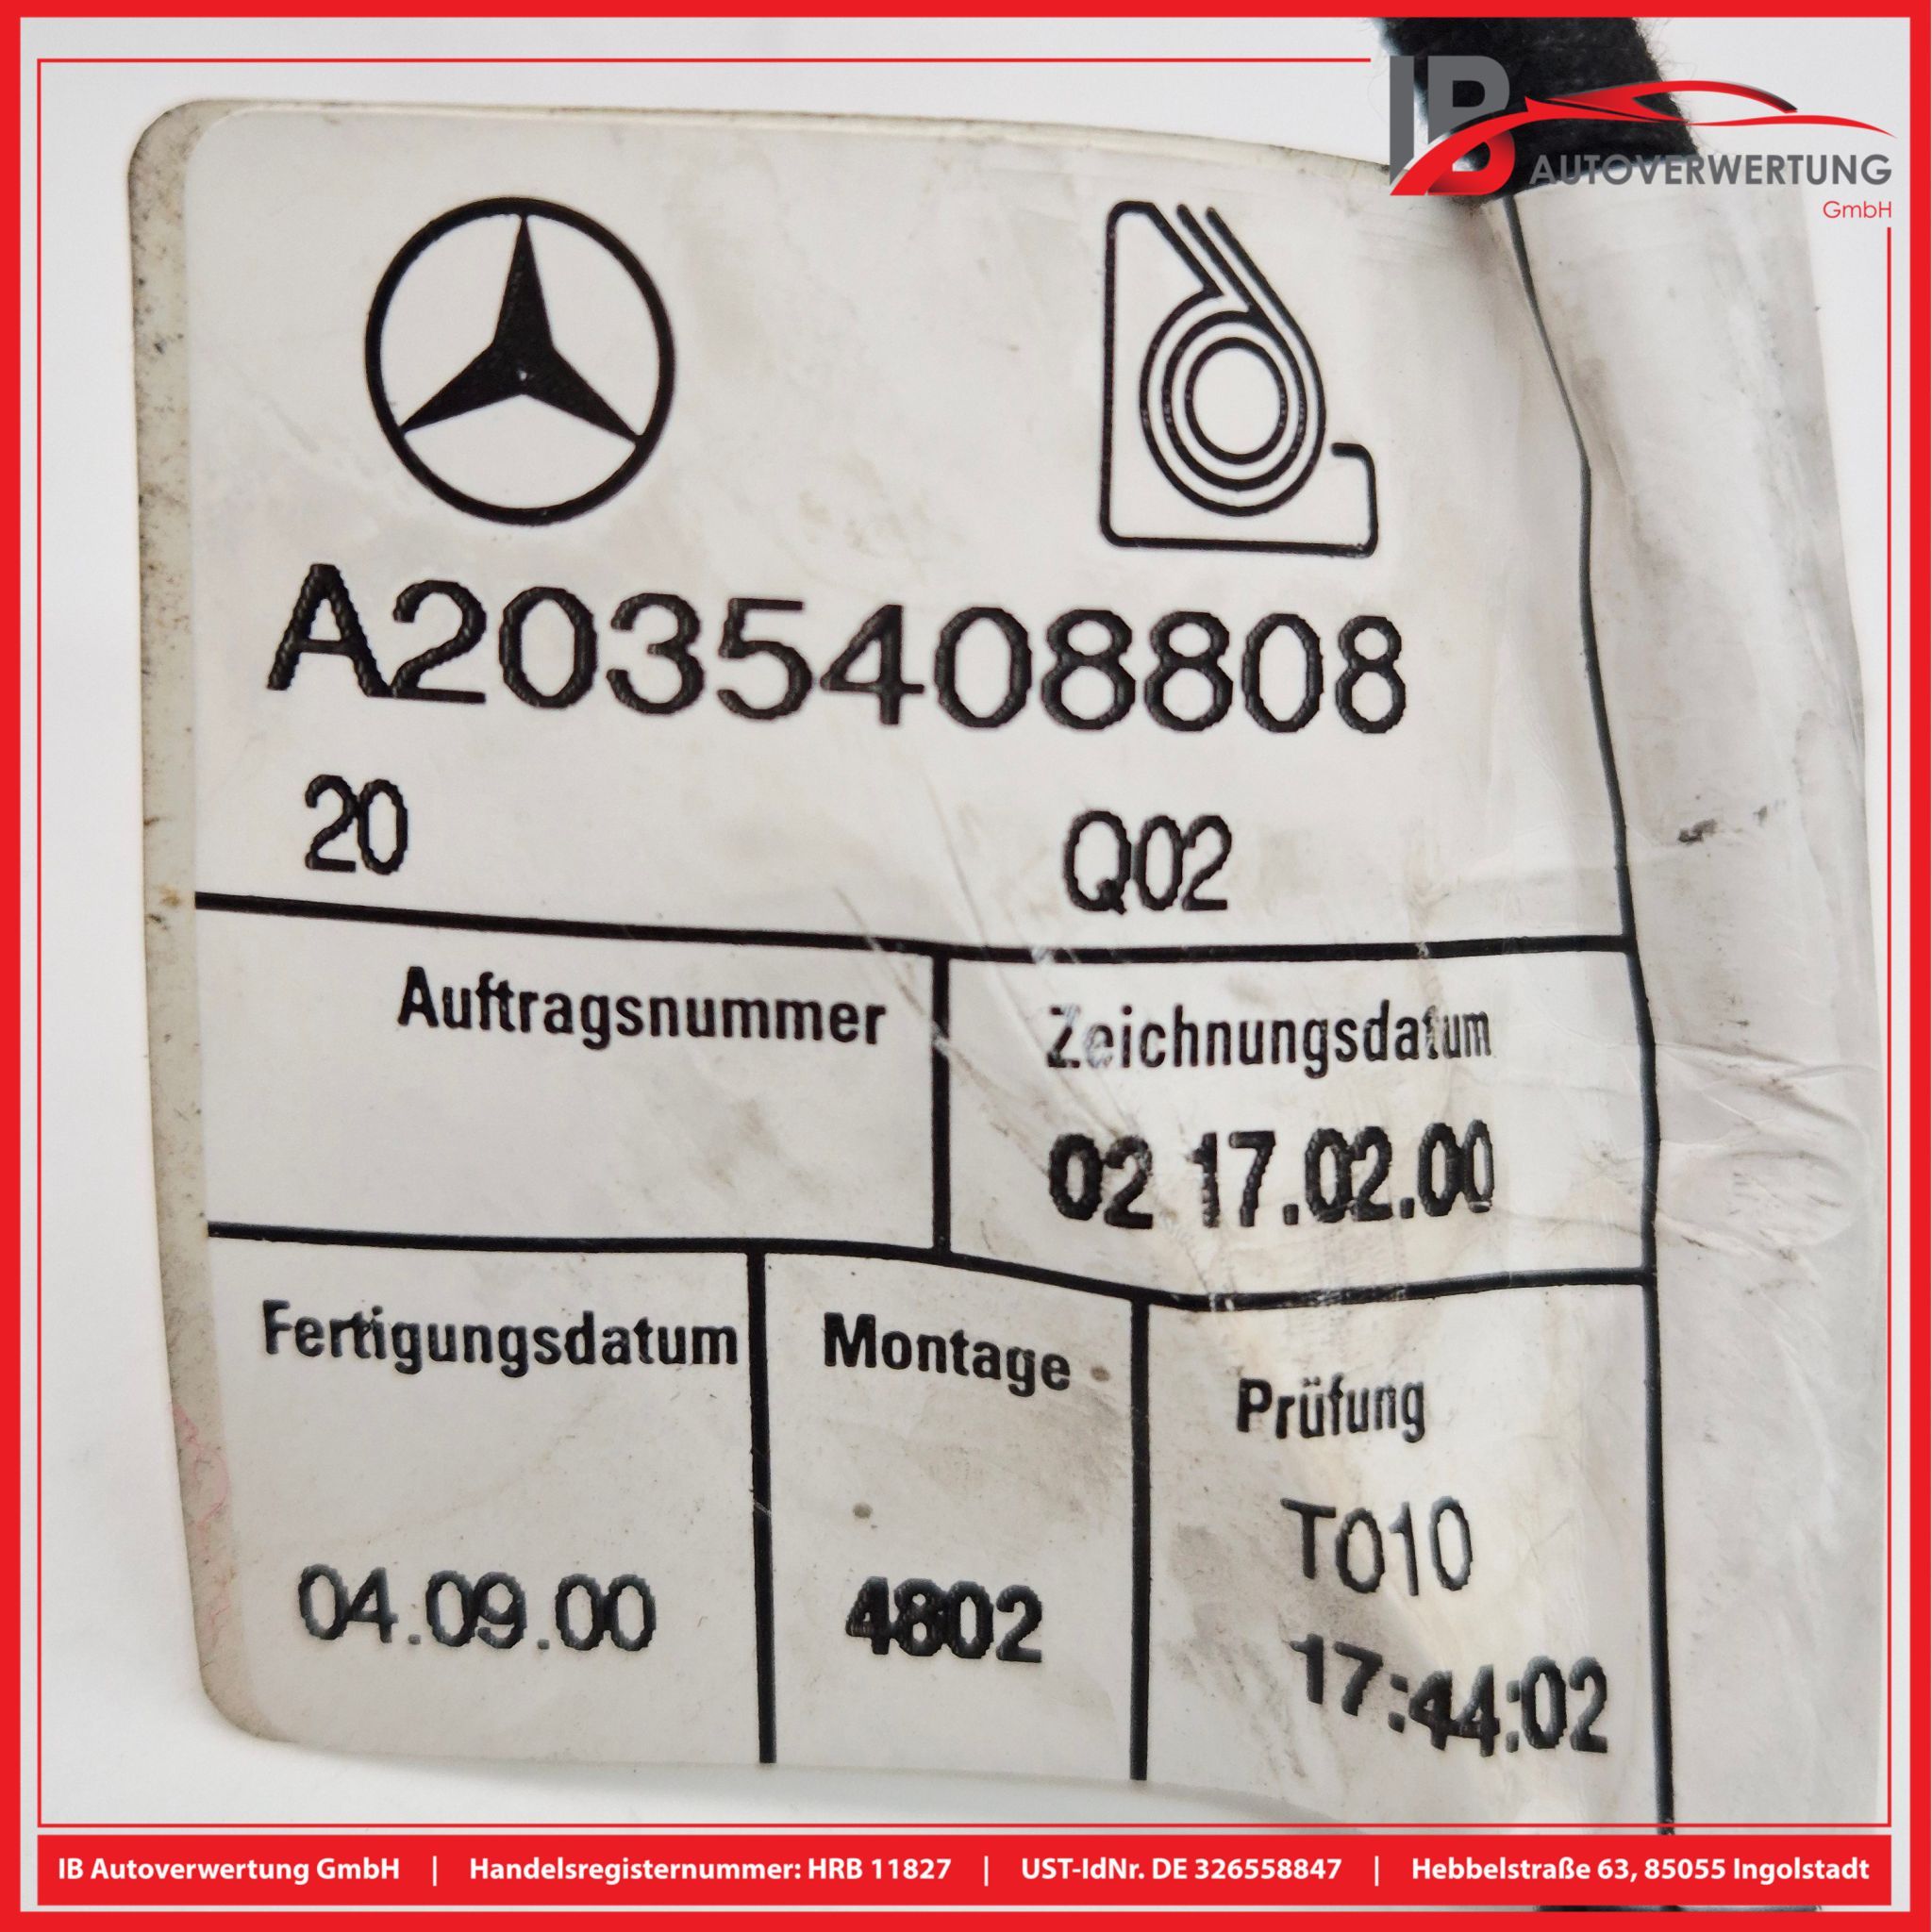 IB
AUTOVERWERTUNG
GmbH
A2035408808
20 Q02
Auftragsnummer Zeichnungsdatum
02 17.02.00
Fertigungsdatum Montage Prüfung
T010
04.09.00 4802 17:44:02
IB Autoverwertung GmbH | Handelsregisternummer: HRB 11827 | UST-IdNr. DE 326558847 | Hebbelstraße 63, 85055 Ingolstadt